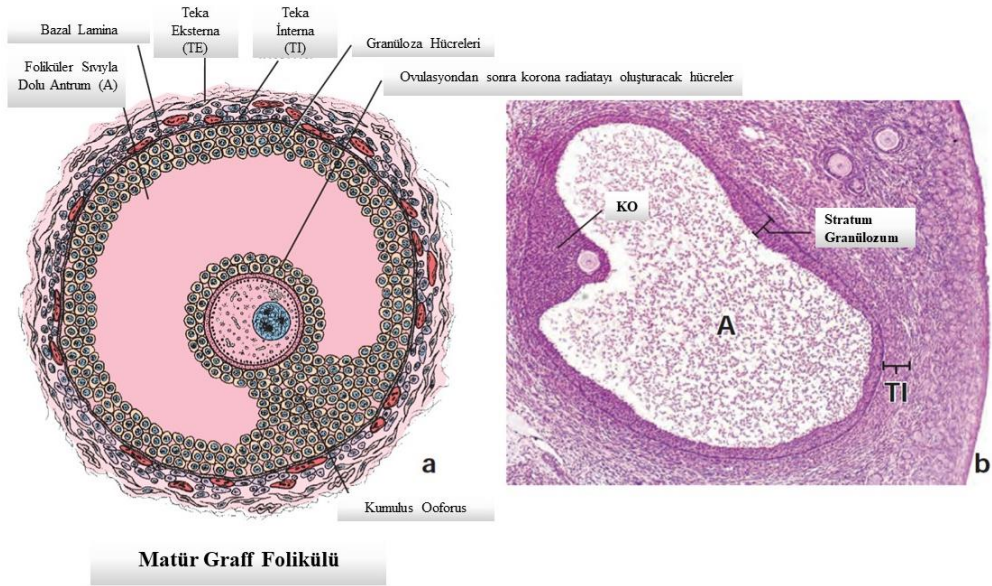 Bazal Lamina
Teka
Eksterna
(TE)
Teka
İnterna
(TI)
Granüloza Hücreleri
Foliküler Sıvıyla
Dolu Antrum (A)
Ovulasyondan sonra korona radiatayı oluşturacak hücreler
KO
Stratum
Granülozum
A
TI
a
b
Kumulus Ooforus
Matür Graff Folikülü